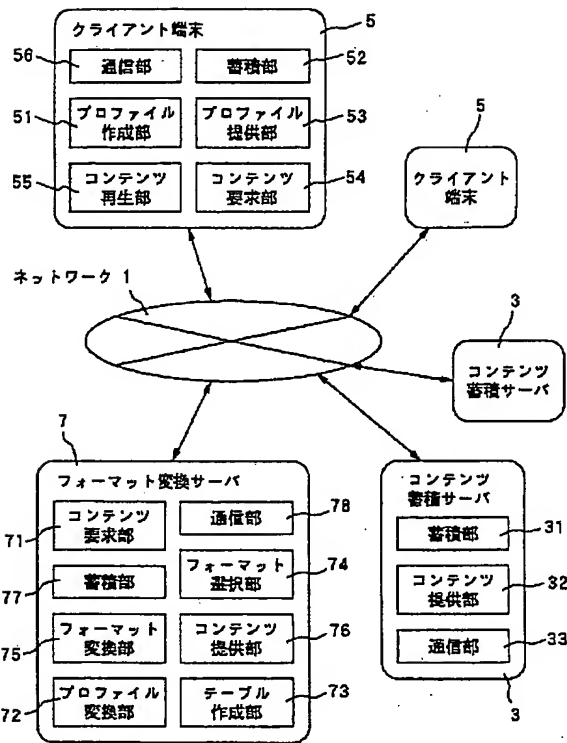 クライアント端末
5
56
通信部
蓄積部
52
51
プロファイル
作成部
プロファイル
提供部
53
55
コンテンツ
再生部
コンテンツ
要求部
54
5
クライアント
端末
ネットワーク 1
3
コンテンツ
蓄積サーバ
7
フォーマット変換サーバ
71
コンテンツ
要求部
通信部
78
77
蓄積部
フォーマット
選択部
74
75
フォーマット
変換部
コンテンツ
提供部
76
72
プロファイル
変換部
テーブル
作成部
73
コンテンツ
蓄積サーバ
蓄積部
31
コンテンツ
提供部
32
通信部
33
3